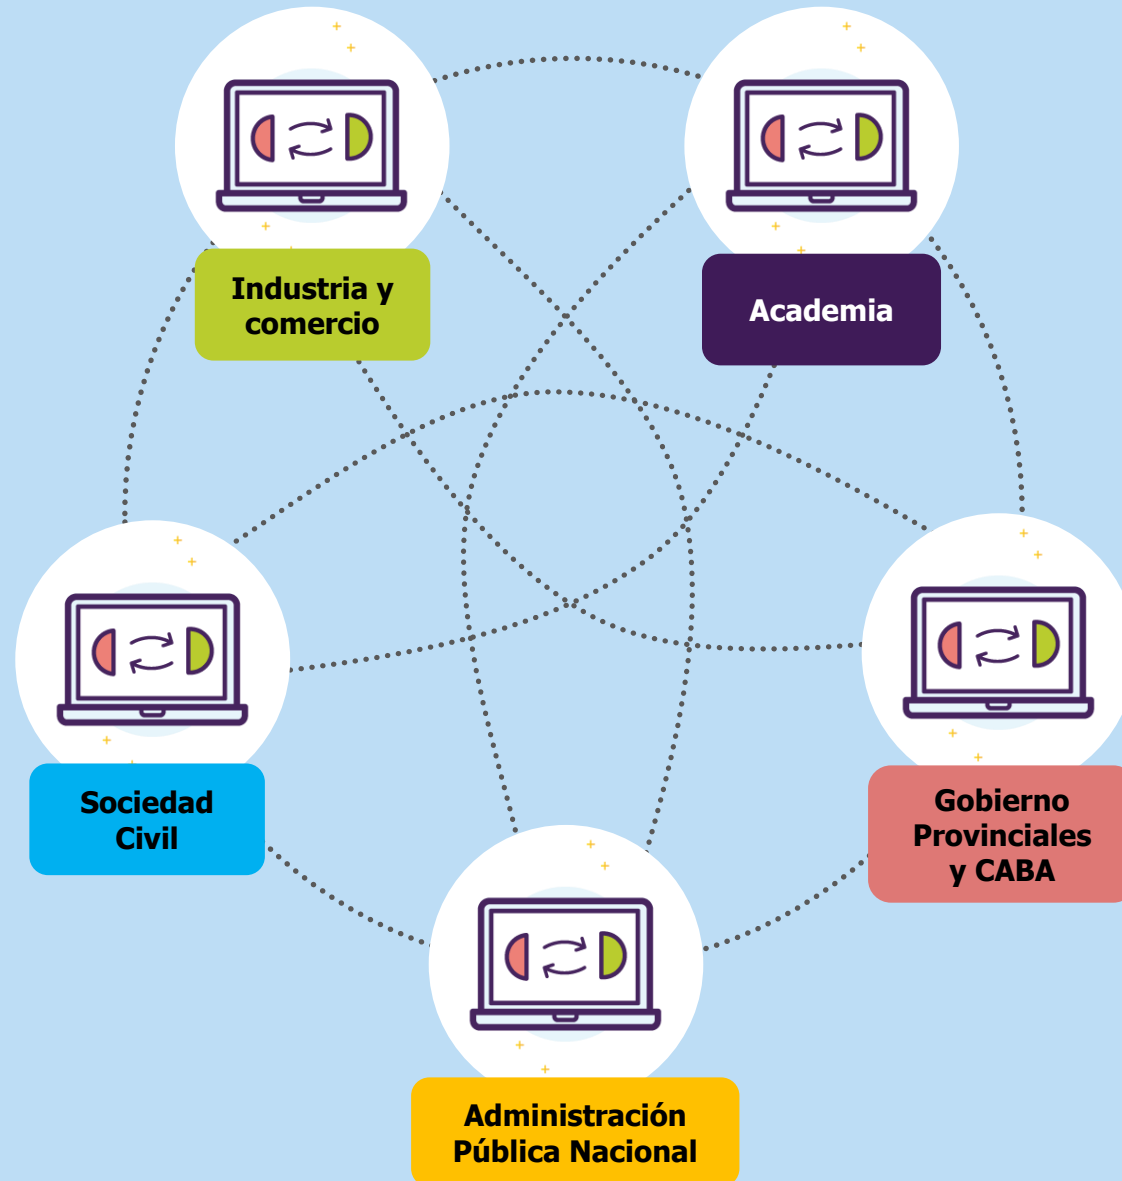 Industria y
comercio
Academia
Sociedad
Civil
Gobierno
Provinciales
y CABA
Administración
Pública Nacional